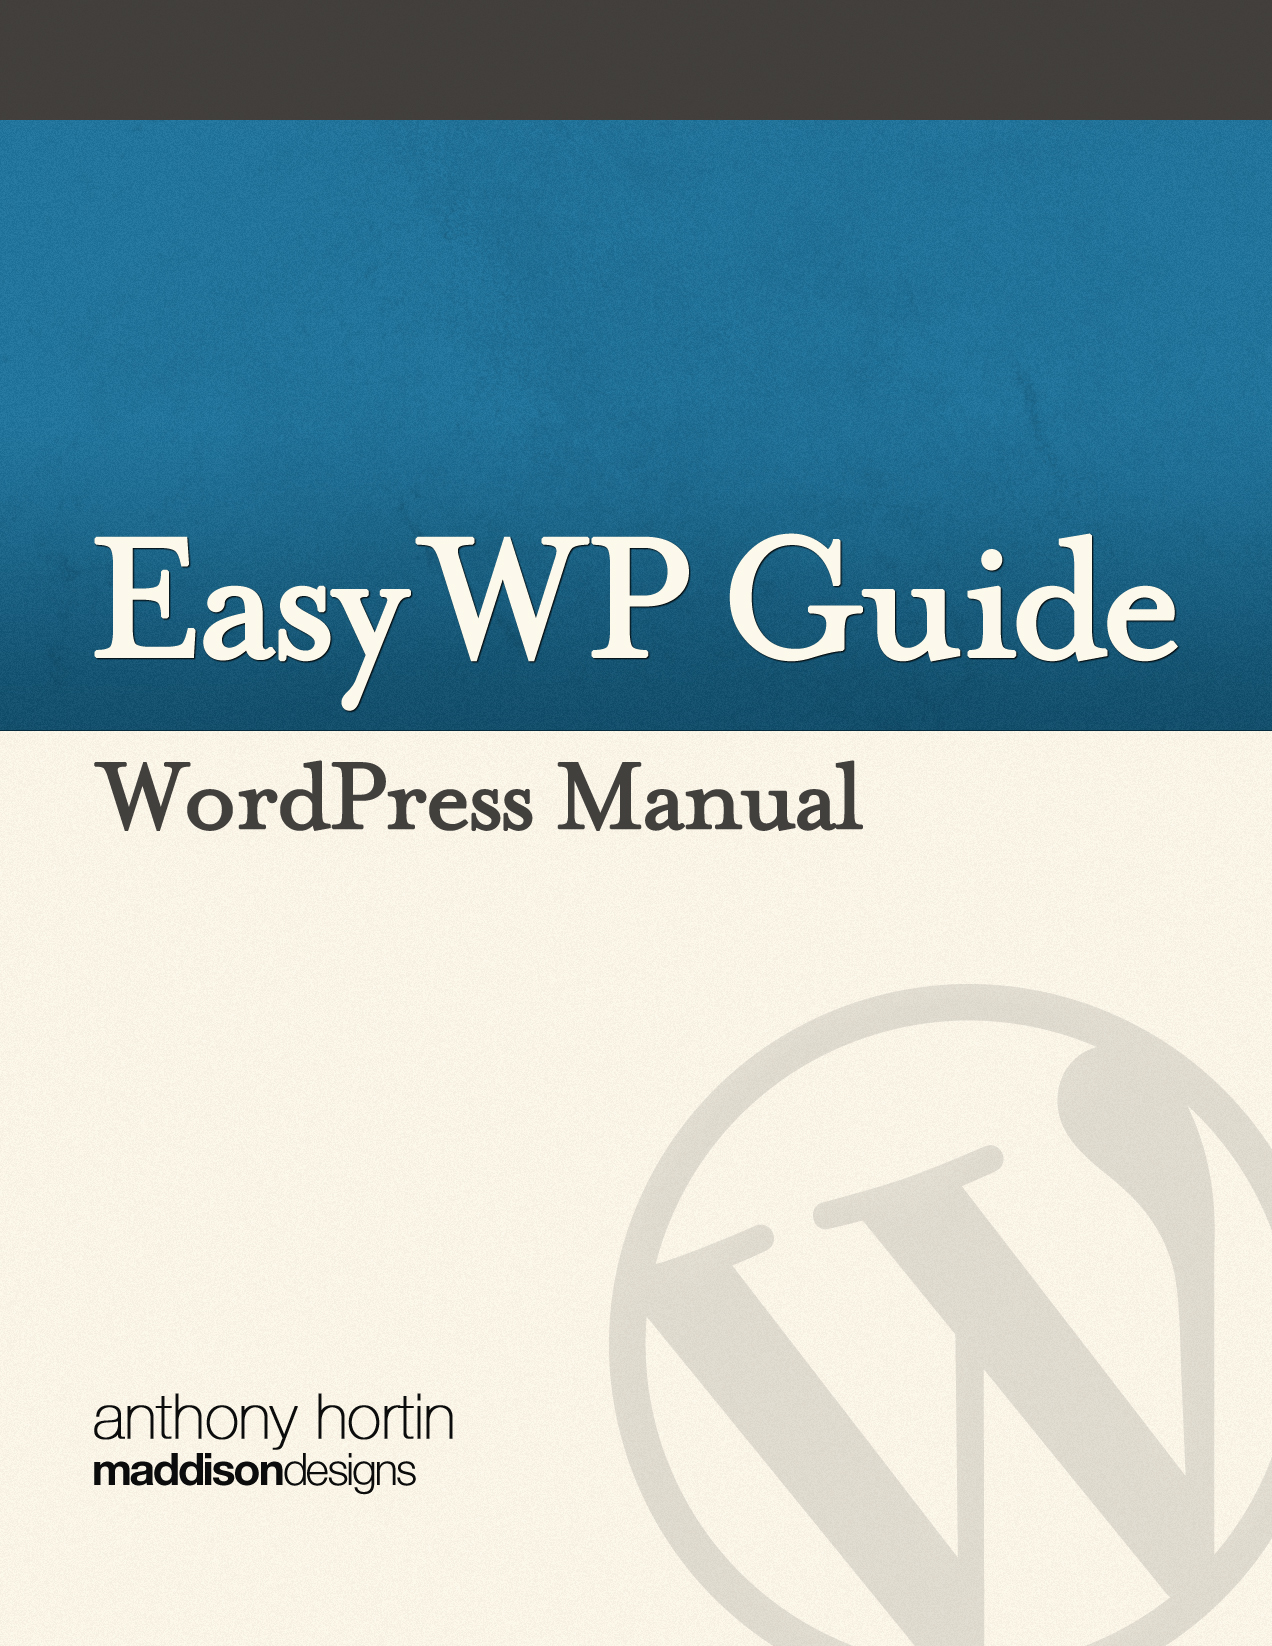 Easy WP Guide
WordPress Manual
anthony hortin
maddisondesigns